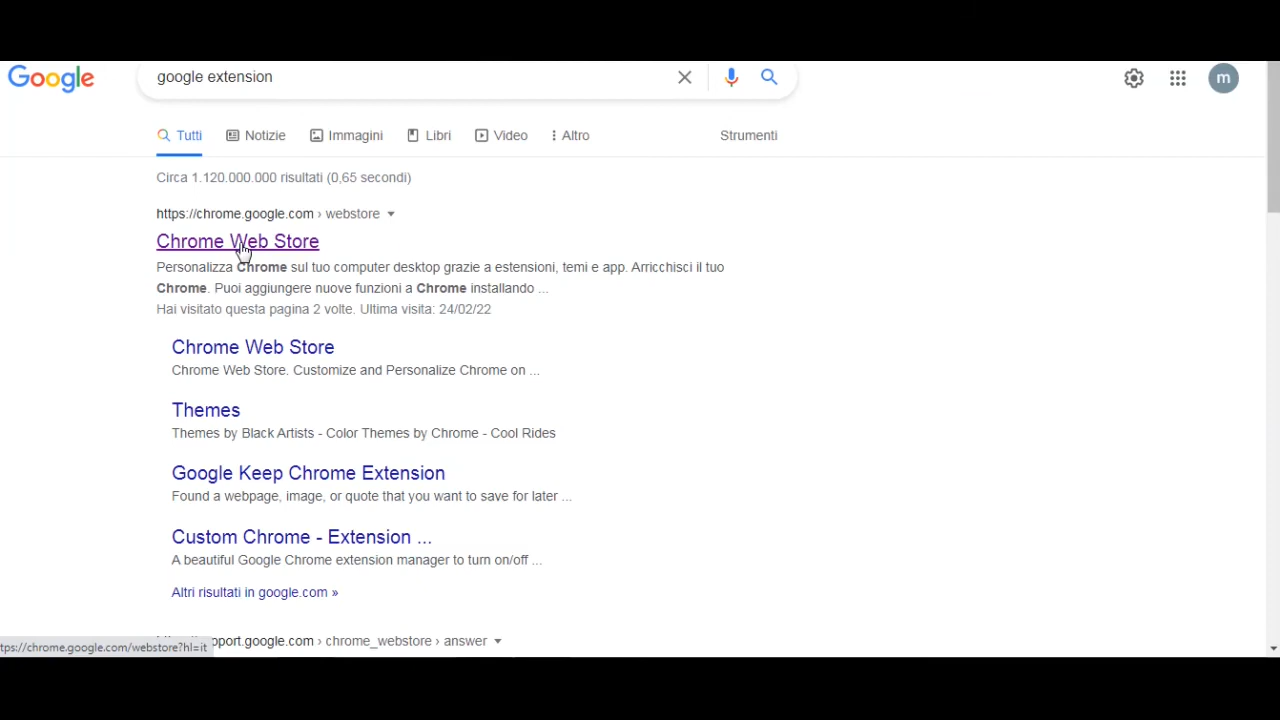 Google
google extension
m
Tutti
Notizie
Immagini
Libri
Video
Altro
Strumenti
Circa 1.120.000.000 risultati (0,65 secondi)
https://chrome.google.com › webstore
Chrome Web Store
Personalizza Chrome sul tuo computer desktop grazie a estensioni, temi e app. Arricchisci il tuo
Chrome. Puoi aggiungere nuove funzioni a Chrome installando ...
Hai visitato questa pagina 2 volte. Ultima visita: 24/02/22
Chrome Web Store
Chrome Web Store. Customize and Personalize Chrome on ...
Themes
Themes by Black Artists - Color Themes by Chrome - Cool Rides
Google Keep Chrome Extension
Found a webpage, image, or quote that you want to save for later ...
Custom Chrome - Extension ...
A beautiful Google Chrome extension manager to turn on/off ...
Altri risultati in google.com »
pport.google.com › chrome_webstore › answer
tps://chrome.google.com/webstore?hl=it